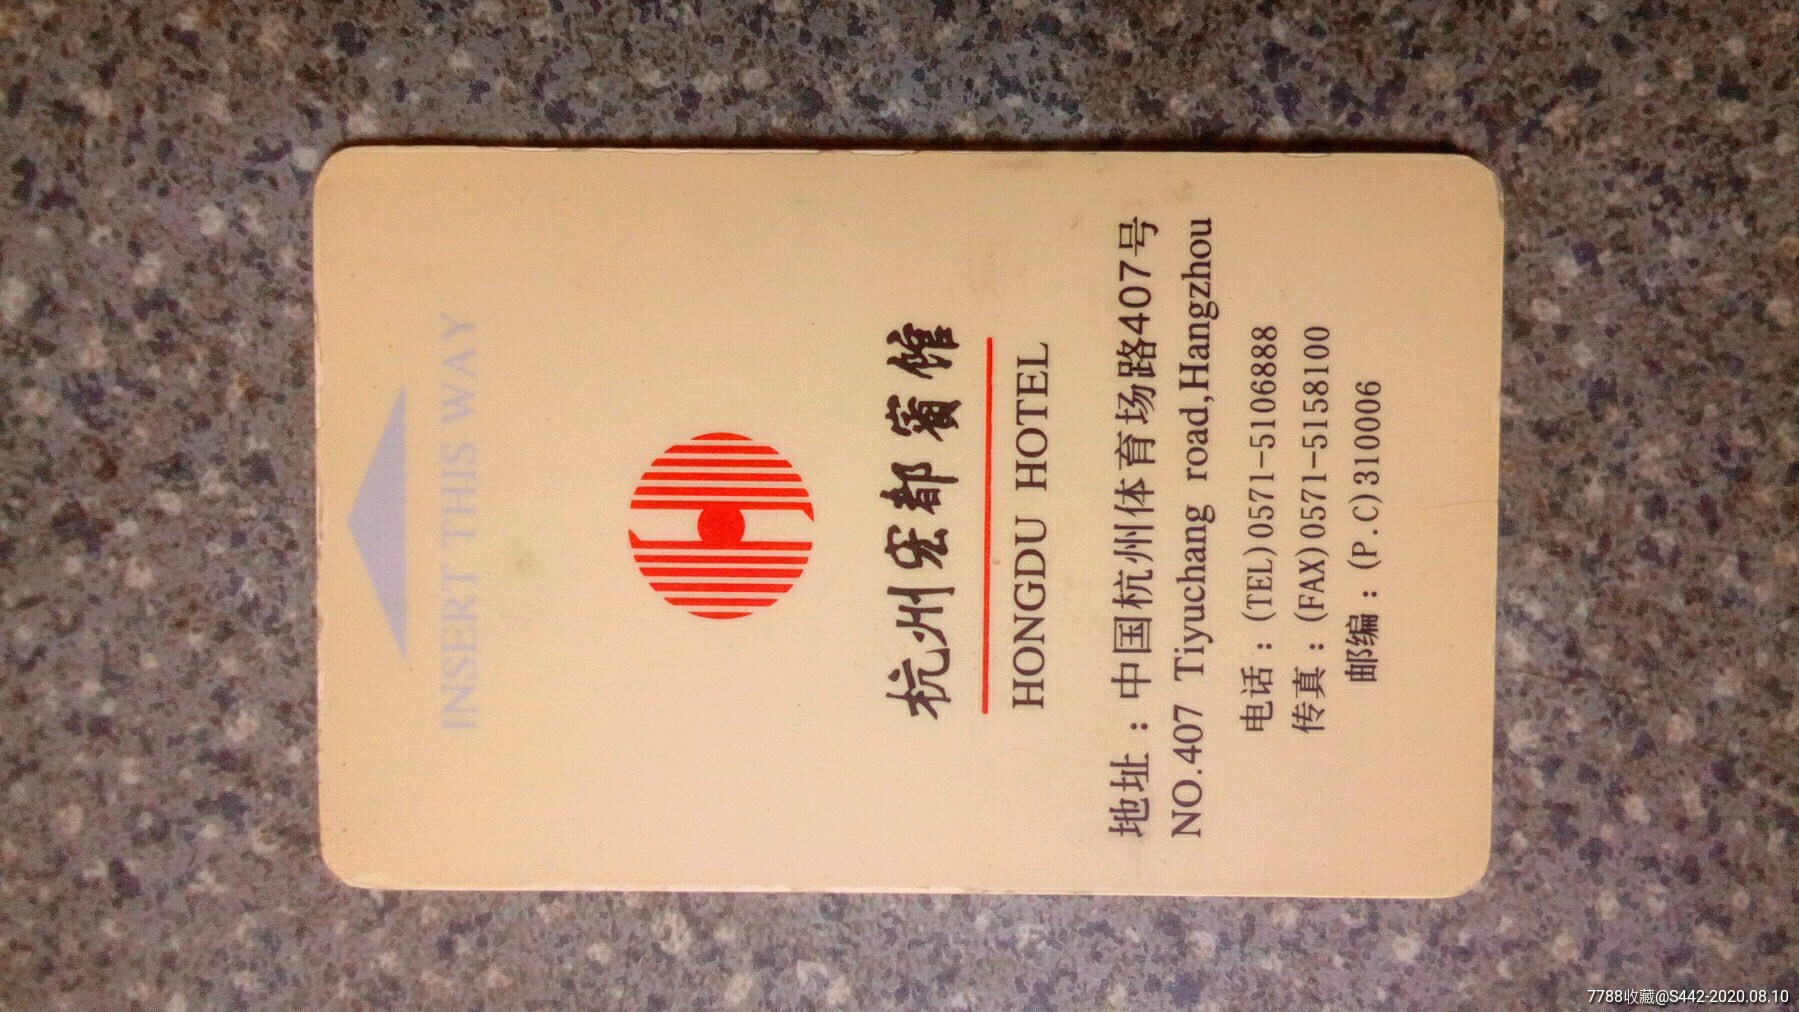 INSERT THIS WAY
杭州宏都賓館
HONGDU HOTEL
地址：中国杭州体育场路407号
NO.407 Tiyuchang road,Hangzhou
电话：(TEL)0571-5106888
传真：(FAX)0571-5158100
邮编：(P.C)310006
7788收藏@S442-2020.08.10